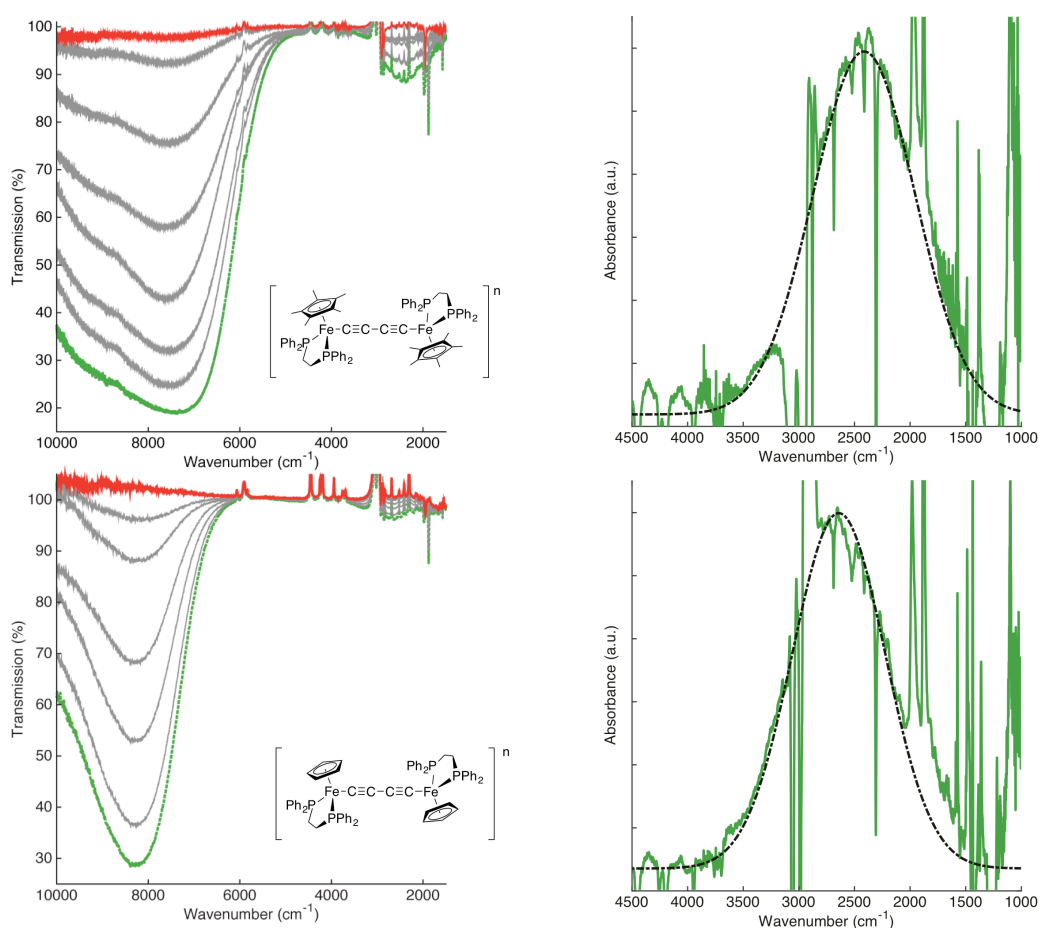 100
90
80
70
60
50
40
30
20
Transmission (%)
10000 8000 6000 4000 2000
Wavenumber (cm⁻¹)
n
Ph₂P
PPh₂
Fe—C≡C—C≡C—Fe
Ph₂P
PPh₂
Absorbance (a.u.)
4500 4000 3500 3000 2500 2000 1500 1000
Wavenumber (cm⁻¹)
100
90
80
70
60
50
40
30
Transmission (%)
10000 8000 6000 4000 2000
Wavenumber (cm⁻¹)
n
Ph₂P
PPh₂
Fe—C≡C—C≡C—Fe
Ph₂P
PPh₂
Absorbance (a.u.)
4500 4000 3500 3000 2500 2000 1500 1000
Wavenumber (cm⁻¹)